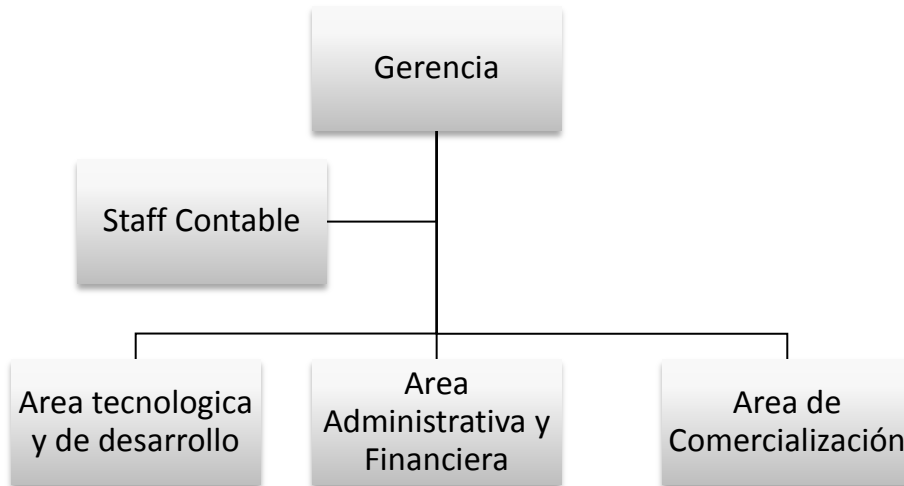 Gerencia
Staff Contable
Area tecnologica
y de desarrollo
Area
Administrativa y
Financiera
Area de
Comercialización